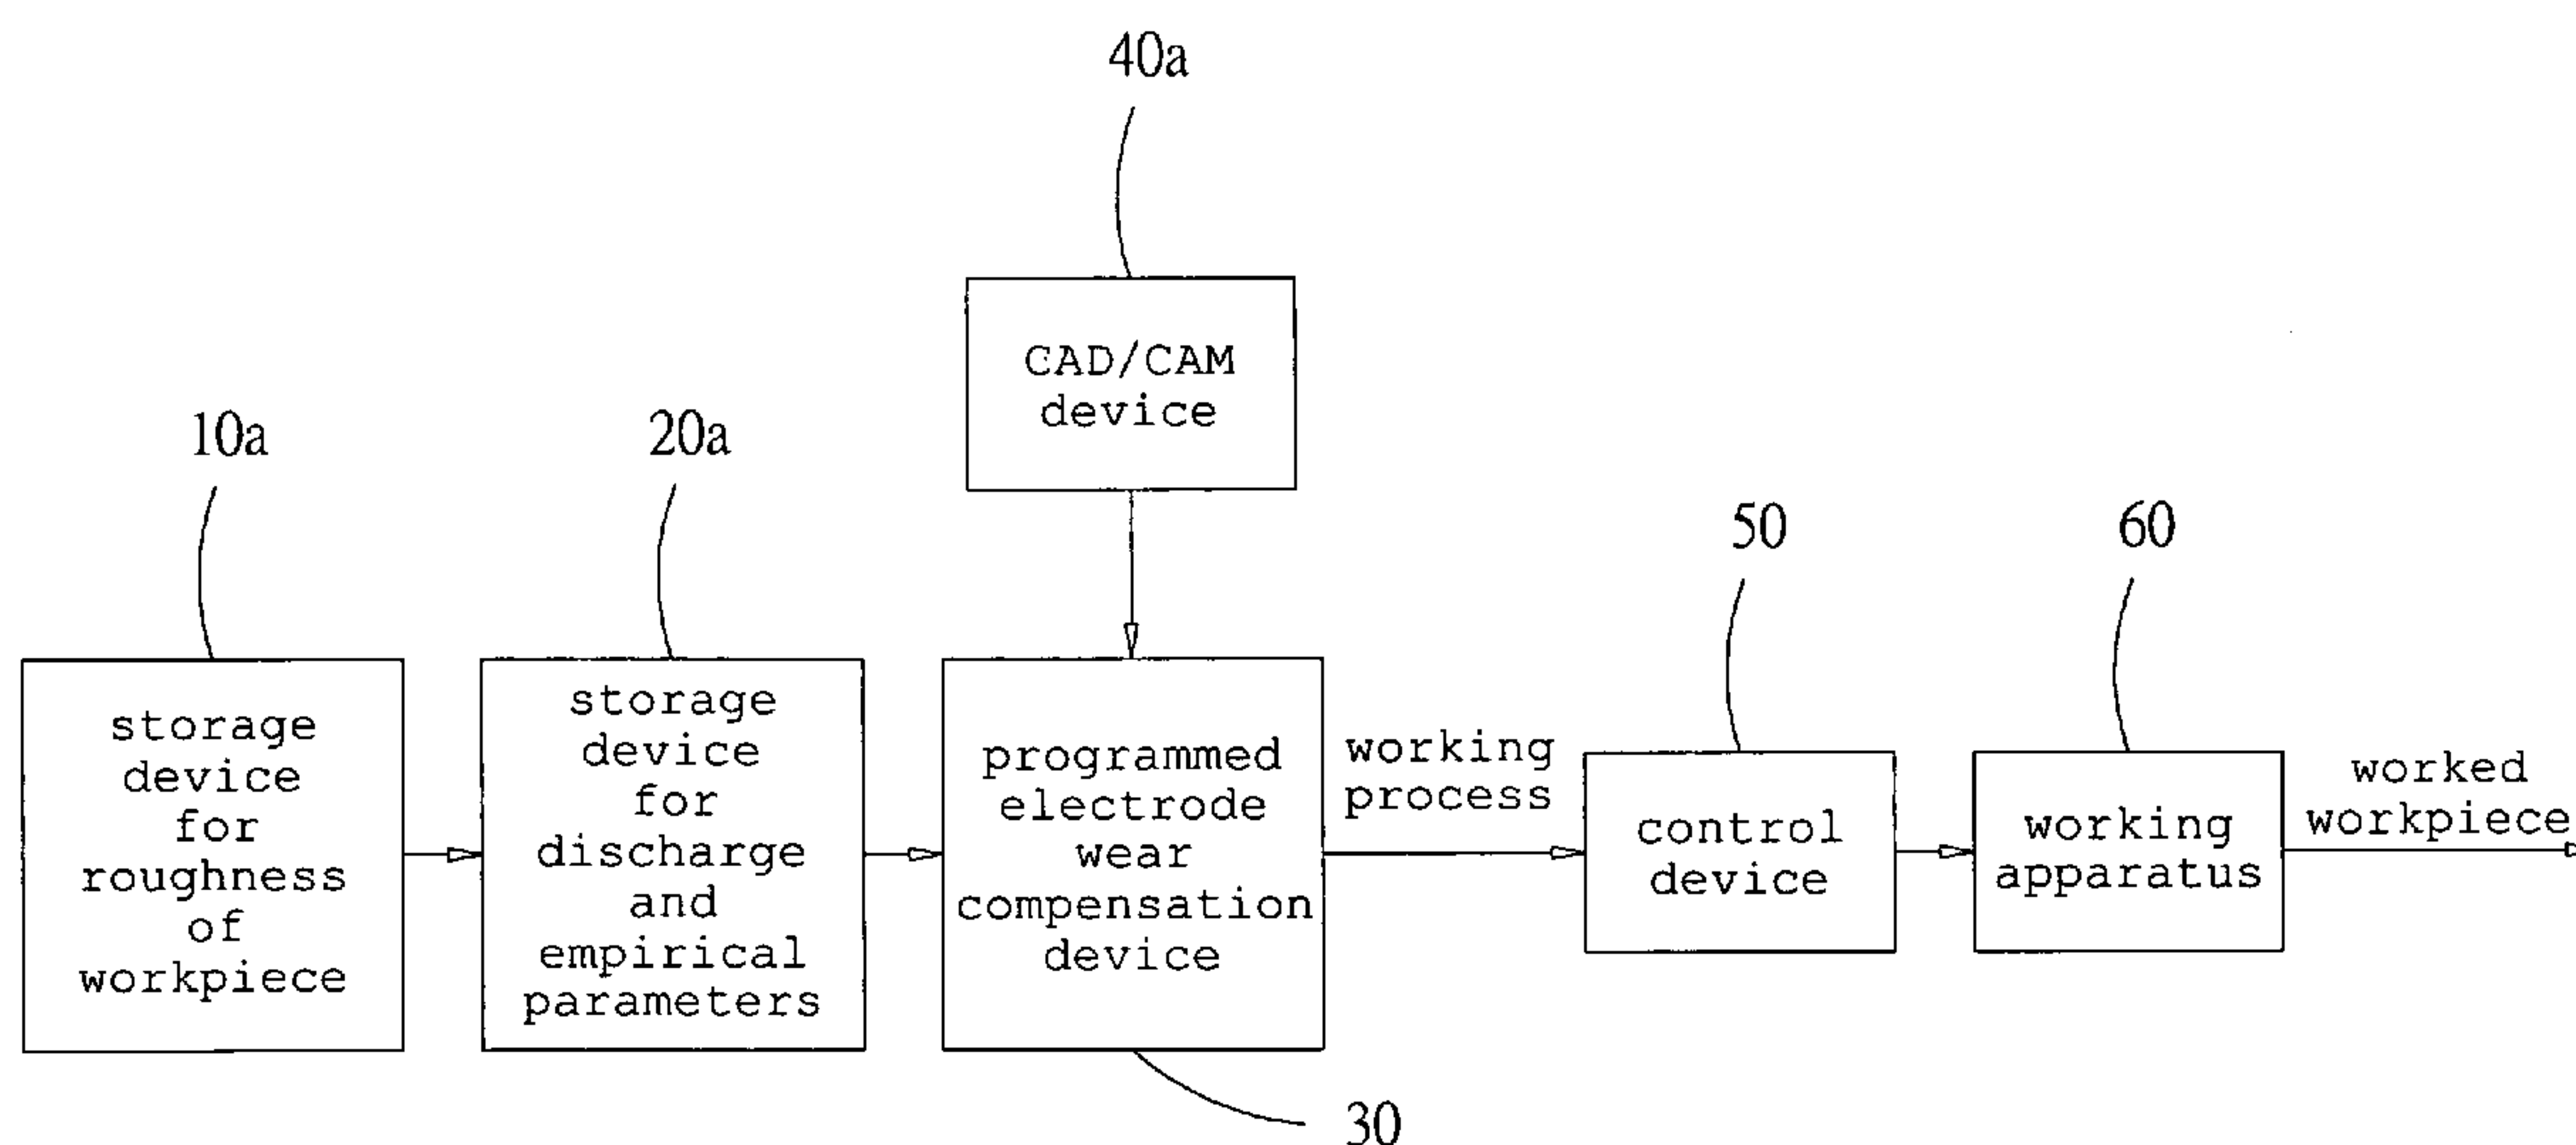 40a
CAD/CAM
device
10a
20a
50
60
storage
device
for
roughness
of
workpiece
storage
device
for
discharge
and
empirical
parameters
programmed
electrode
wear
compensation
device
working
process
control
device
working
apparatus
worked
workpiece
30